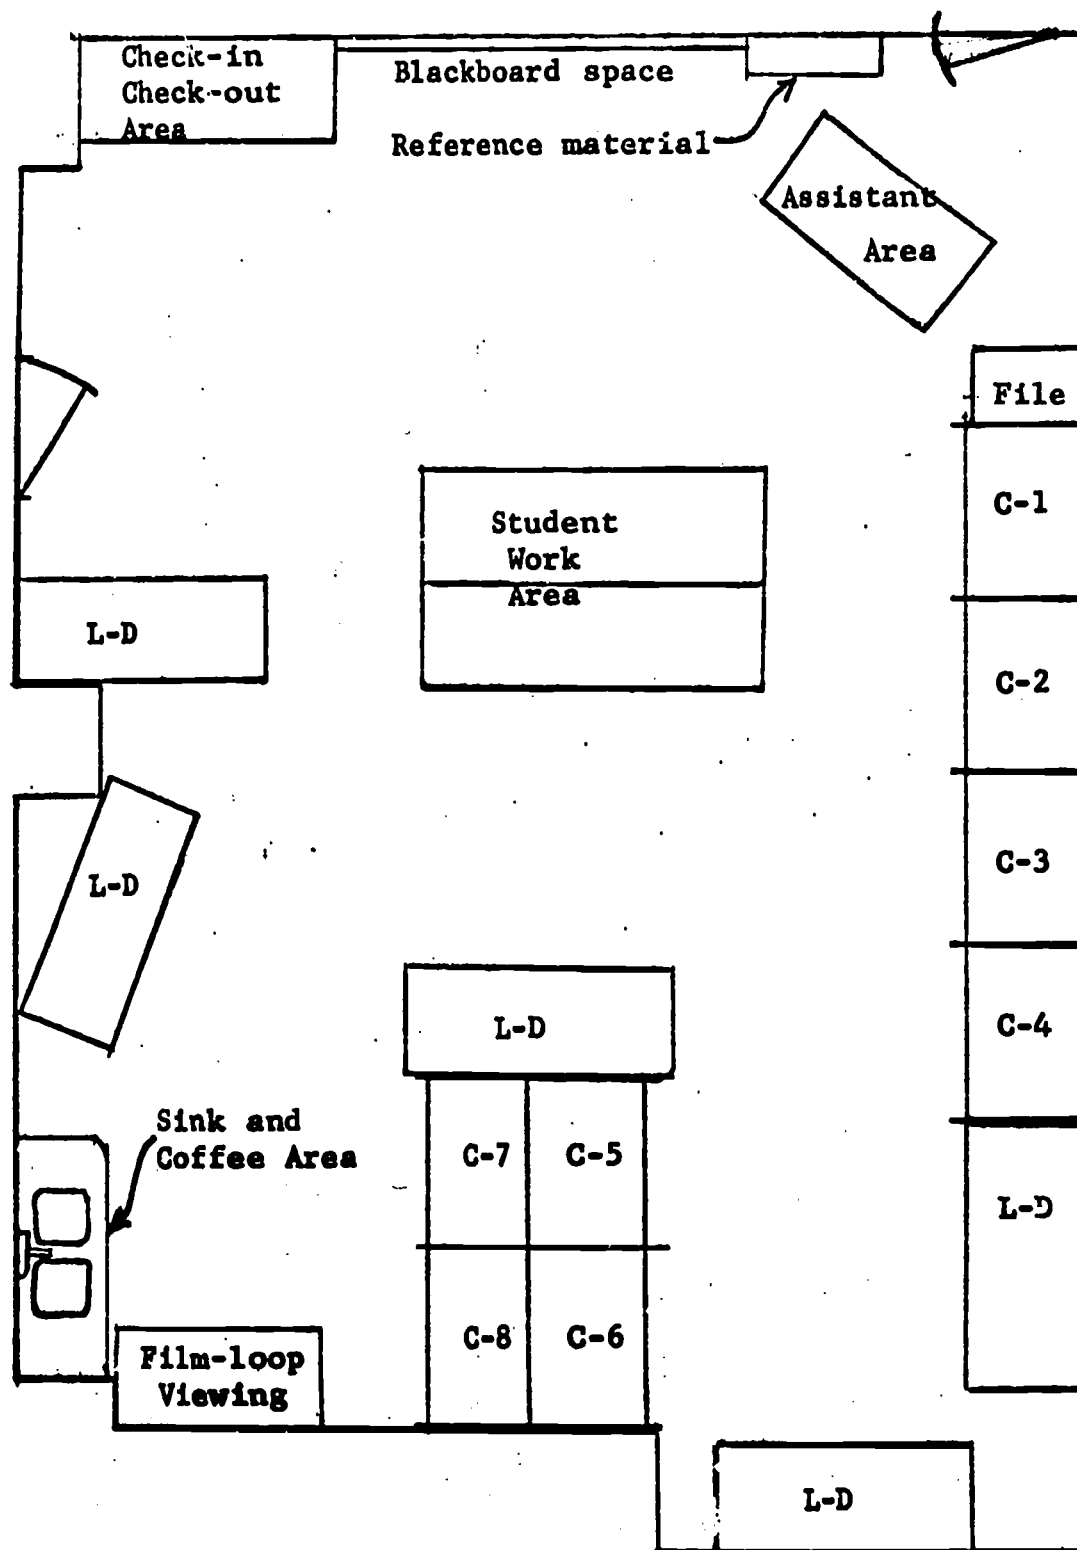 Check-in
Check-out
Area
Blackboard space
Reference material
Assistant
Area
File
C-1
Student
Work
Area
L-D
C-2
L-D
C-3
L-D
C-4
Sink and
Coffee Area
C-7
C-5
L-D
C-8
C-6
Film-loop
Viewing
L-D